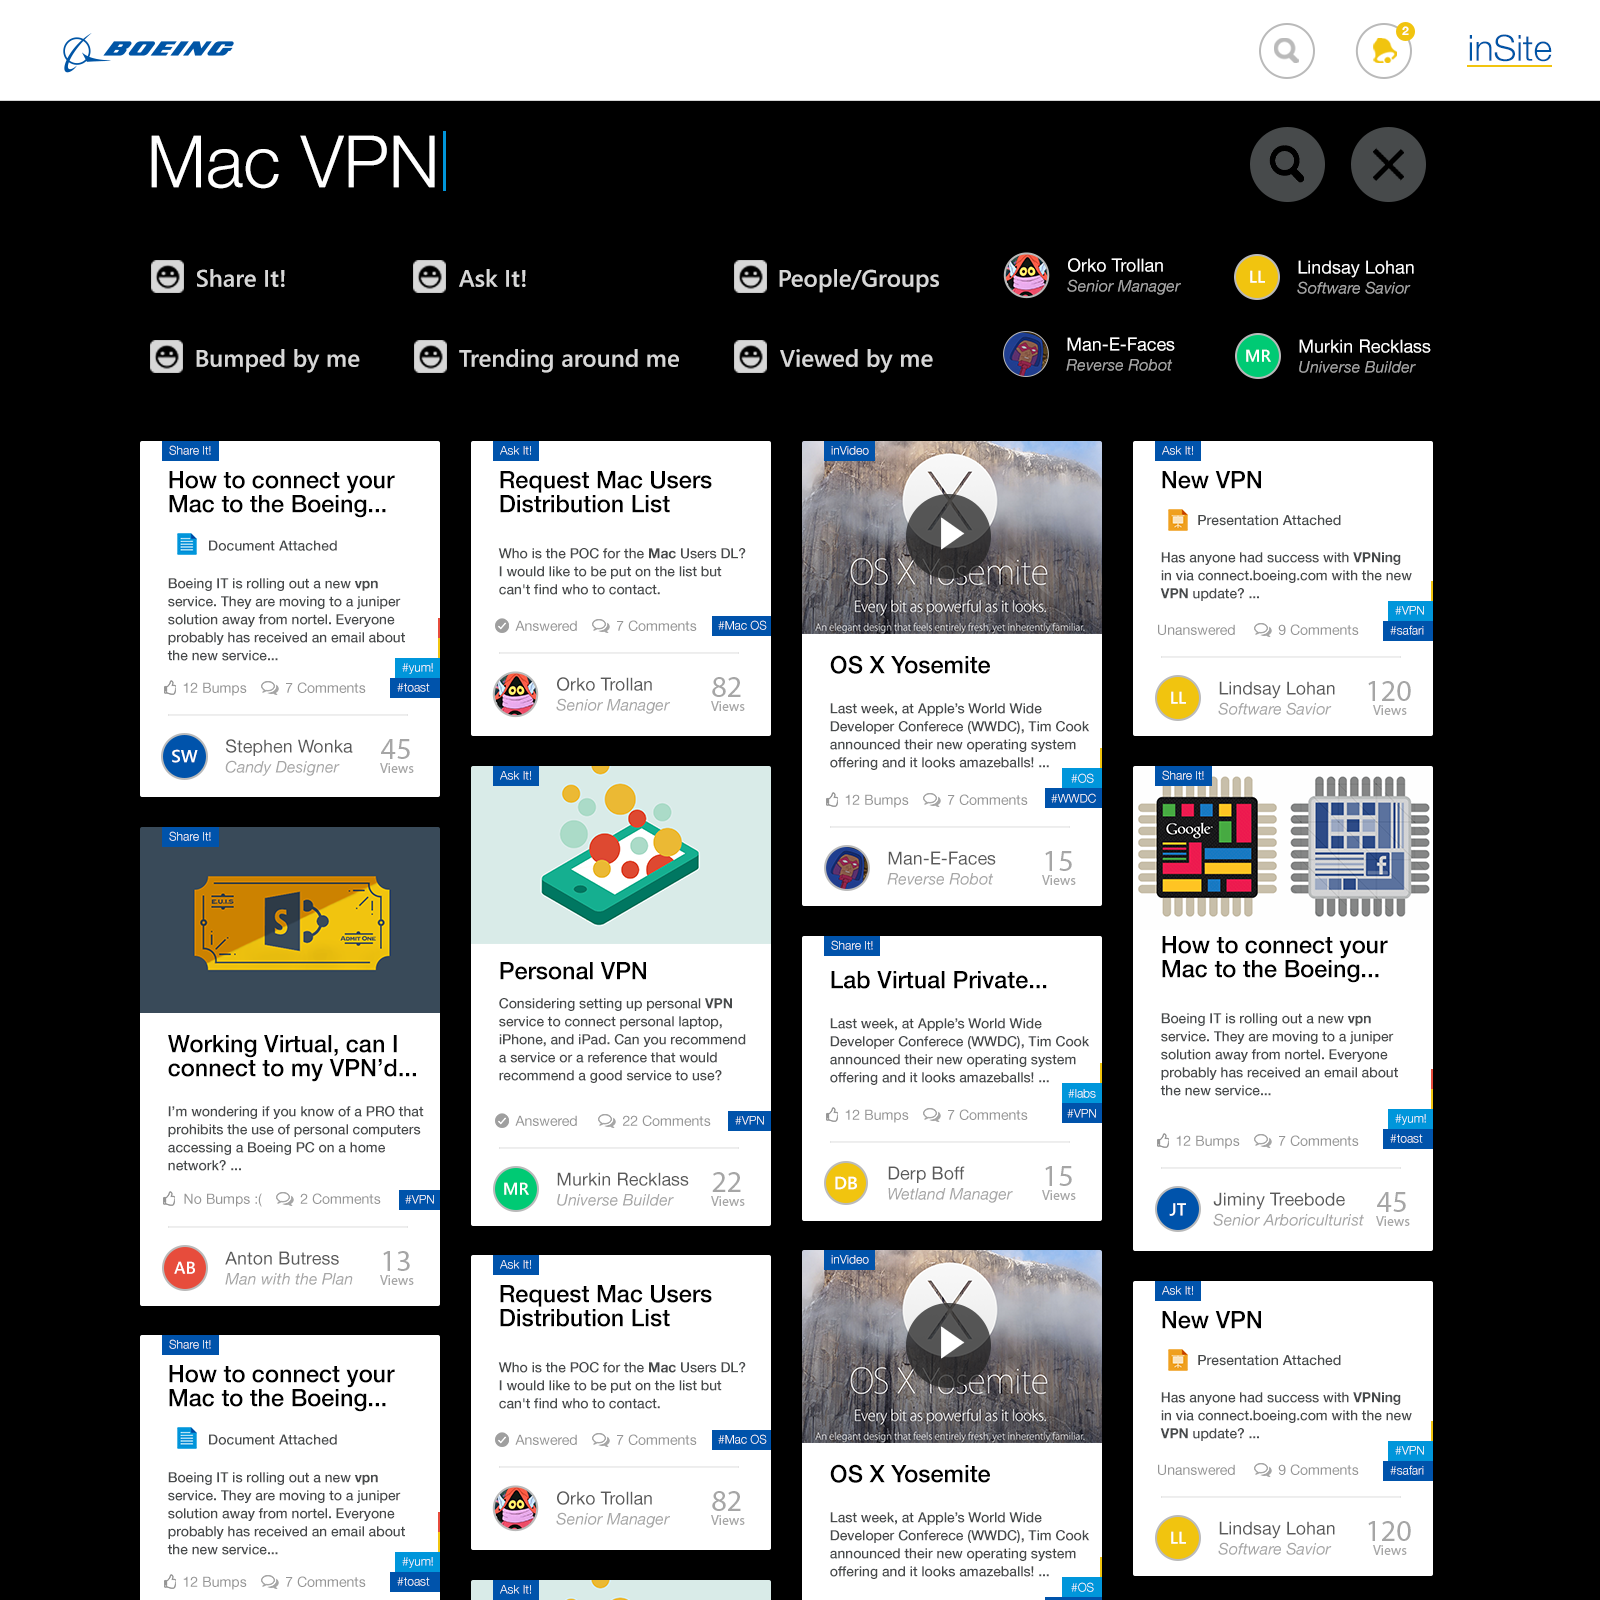 BOEING
2
inSite
Mac VPN
Share It!
Ask It!
People/Groups
Orko Trollan
Senior Manager
LL
Lindsay Lohan
Software Savior
Bumped by me
Trending around me
Viewed by me
Man-E-Faces
Reverse Robot
MR
Murkin Recklass
Universe Builder
Share It!
How to connect your
Mac to the Boeing...
Document Attached
Boeing IT is rolling out a new vpn
service. They are moving to a juniper
solution away from nortel. Everyone
probably has received an email about
the new service...
#yum!
12 Bumps
7 Comments
#toast
SW
Stephen Wonka
Candy Designer
45
Views
Share It!
E.V.I.S
S
ADMIT ONE
Working Virtual, can I
connect to my VPN'd...
I'm wondering if you know of a PRO that
prohibits the use of personal computers
accessing a Boeing PC on a home
network? ...
No Bumps :(
2 Comments
#VPN
AB
Anton Butress
Man with the Plan
13
Views
Share It!
How to connect your
Mac to the Boeing...
Document Attached
Boeing IT is rolling out a new vpn
service. They are moving to a juniper
solution away from nortel. Everyone
probably has received an email about
the new service...
#yum!
12 Bumps
7 Comments
#toast
Ask It!
Request Mac Users
Distribution List
Who is the POC for the Mac Users DL?
I would like to be put on the list but
can't find who to contact.
Answered
7 Comments
#Mac OS
Orko Trollan
Senior Manager
82
Views
Ask It!
Personal VPN
Considering setting up personal VPN
service to connect personal laptop,
iPhone, and iPad. Can you recommend
a service or a reference that would
recommend a good service to use?
Answered
22 Comments
#VPN
MR
Murkin Recklass
Universe Builder
22
Views
Ask It!
Request Mac Users
Distribution List
Who is the POC for the Mac Users DL?
I would like to be put on the list but
can't find who to contact.
Answered
7 Comments
#Mac OS
Orko Trollan
Senior Manager
82
Views
Ask It!
inVideo
OS X Yosemite
Every bit as powerful as it looks.
An elegant design that feels entirely fresh, yet inherently familiar.
OS X Yosemite
Last week, at Apple's World Wide
Developer Conferece (WWDC), Tim Cook
announced their new operating system
offering and it looks amazeballs! ...
#OS
12 Bumps
7 Comments
#WWDC
Man-E-Faces
Reverse Robot
15
Views
Share It!
Lab Virtual Private...
Last week, at Apple's World Wide
Developer Conferece (WWDC), Tim Cook
announced their new operating system
offering and it looks amazeballs! ...
#labs
12 Bumps
7 Comments
#VPN
DB
Derp Boff
Wetland Manager
15
Views
inVideo
OS X Yosemite
Every bit as powerful as it looks.
An elegant design that feels entirely fresh, yet inherently familiar.
OS X Yosemite
Last week, at Apple's World Wide
Developer Conferece (WWDC), Tim Cook
announced their new operating system
offering and it looks amazeballs! ...
#OS
Ask It!
New VPN
Presentation Attached
Has anyone had success with VPNing
in via connect.boeing.com with the new
VPN update? ...
#VPN
Unanswered
9 Comments
#safari
LL
Lindsay Lohan
Software Savior
120
Views
Share It!
Google
f
How to connect your
Mac to the Boeing...
Boeing IT is rolling out a new vpn
service. They are moving to a juniper
solution away from nortel. Everyone
probably has received an email about
the new service...
#yum!
12 Bumps
7 Comments
#toast
JT
Jiminy Treebode
Senior Arboriculturist
45
Views
Ask It!
New VPN
Presentation Attached
Has anyone had success with VPNing
in via connect.boeing.com with the new
VPN update? ...
#VPN
Unanswered
9 Comments
#safari
LL
Lindsay Lohan
Software Savior
120
Views